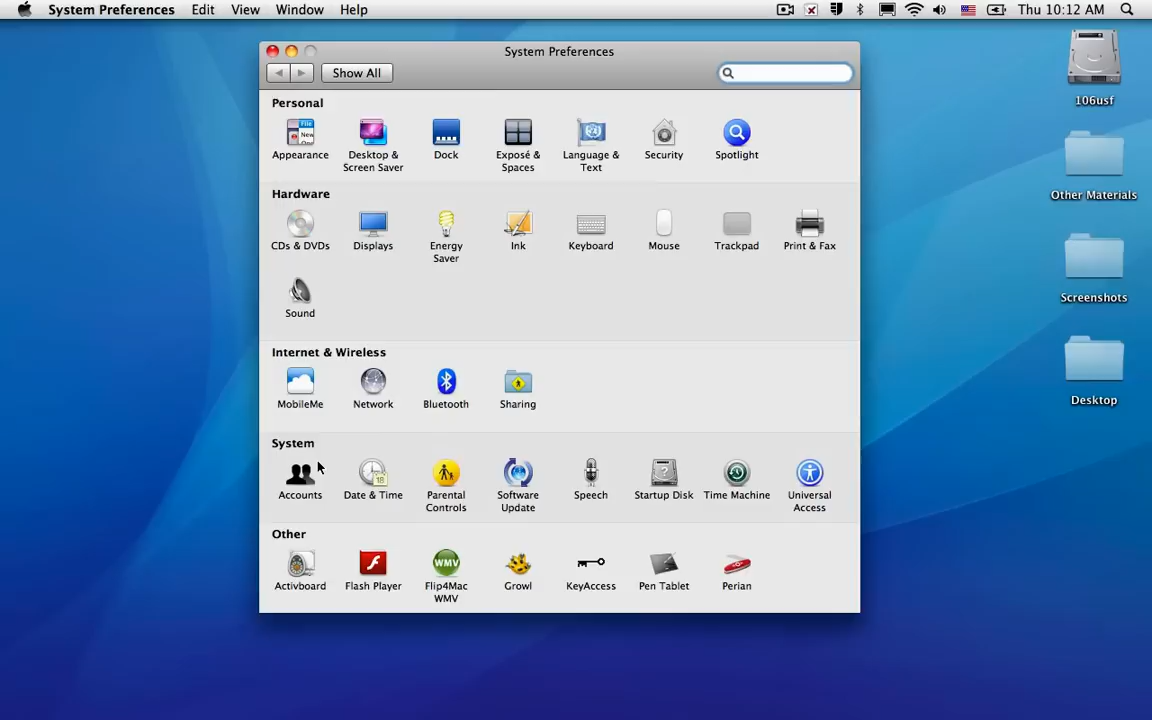 System Preferences Edit View Window Help Thu 10:12 AM
System Preferences
Show All
Personal
Appearance
Desktop &
Screen Saver
Dock
Exposé &
Spaces
Language &
Text
Security
Spotlight
Hardware
CDs & DVDs
Displays
Energy
Saver
Ink
Keyboard
Mouse
Trackpad
Print & Fax
Sound
Internet & Wireless
MobileMe
Network
Bluetooth
Sharing
System
Accounts
Date & Time
Parental
Controls
Software
Update
Speech
Startup Disk
Time Machine
Universal
Access
Other
Activboard
Flash Player
Flip4Mac
WMV
Growl
KeyAccess
Pen Tablet
Perian
106usf
Other Materials
Screenshots
Desktop
File
New
18
WMV